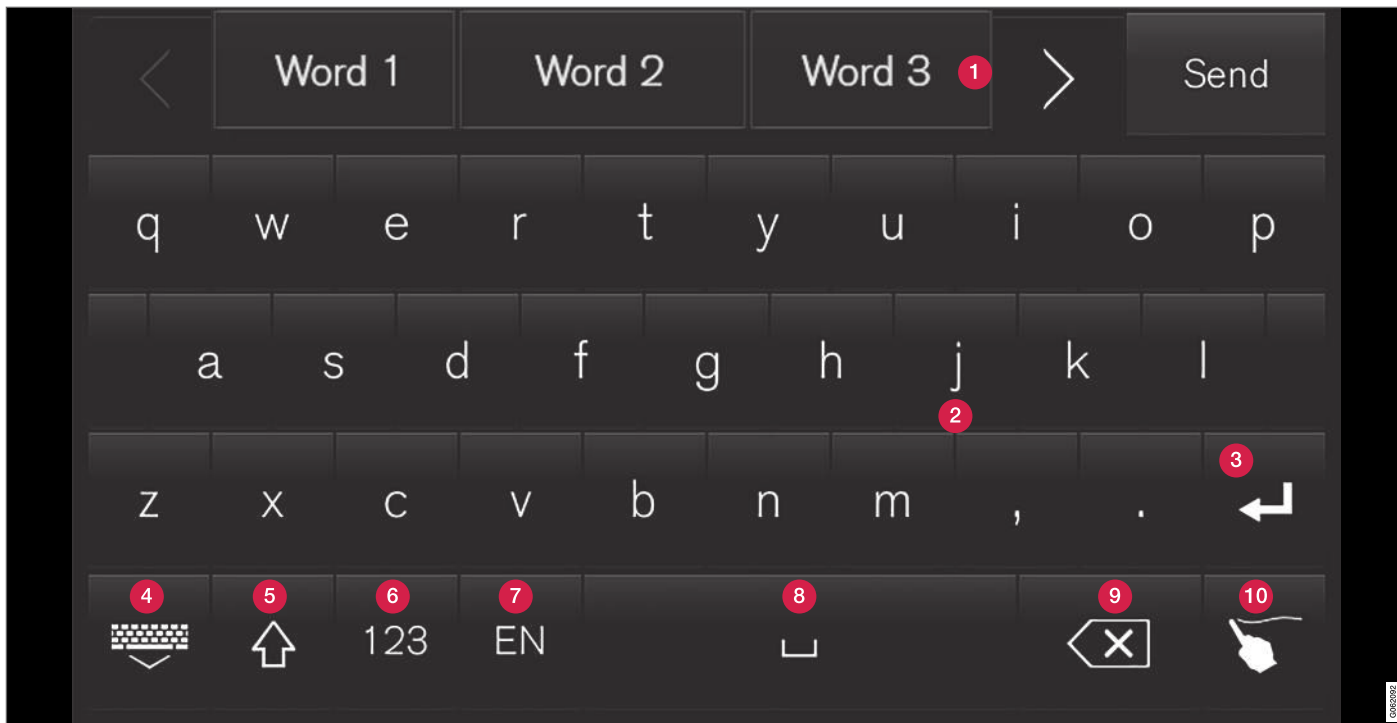 Word 1 Word 2 Word 3 1 Send
q w e r t y u i o p
a s d f g h j k l
2
3
z x c v b n m , .
4 5 6 7 8 9 10
123 EN
G062092